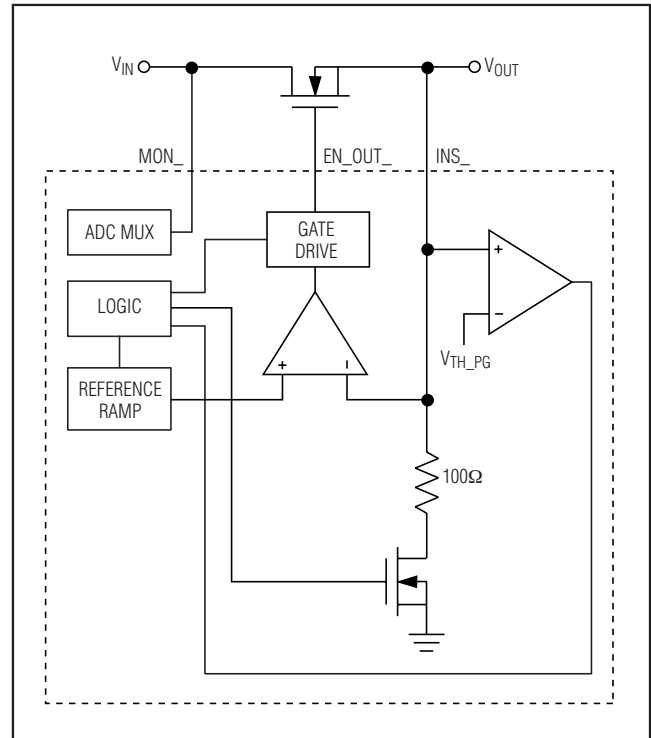 VIN
VOUT
MON_
EN_OUT_
INS_
ADC MUX
GATE
DRIVE
+
−
LOGIC
VTH_PG
REFERENCE
RAMP
+
−
100Ω